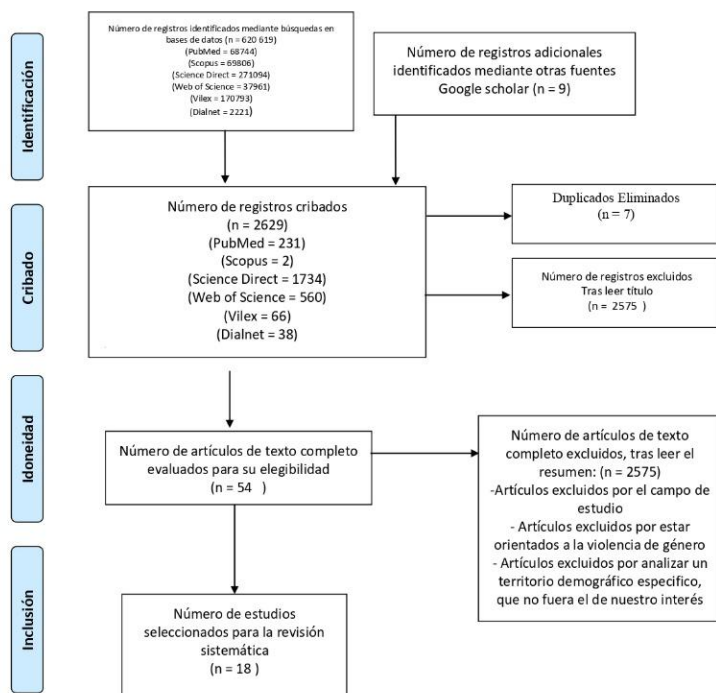 Identificación
Número de registros identificados mediante búsquedas en
bases de datos (n = 620 619)
(PubMed = 68744)
(Scopus = 69806)
(Science Direct = 271094)
(Web of Science = 37961)
(Vilex = 170793)
(Dialnet = 2221)
Número de registros adicionales
identificados mediante otras fuentes
Google scholar (n = 9)
Cribado
Número de registros cribados
(n = 2629)
(PubMed = 231)
(Scopus = 2)
(Science Direct = 1734)
(Web of Science = 560)
(Vilex = 66)
(Dialnet = 38)
Duplicados Eliminados
(n = 7)
Número de registros excluidos
Tras leer título
(n = 2575 )
Idoneidad
Número de artículos de texto completo
evaluados para su elegibilidad
(n = 54 )
Número de artículos de texto
completo excluidos, tras leer el
resumen: (n = 2575)
-Artículos excluidos por el campo de
estudio
- Artículos excluidos por estar
orientados a la violencia de género
- Artículos excluidos por analizar un
territorio demográfico especifico,
que no fuera el de nuestro interés
Inclusión
Número de estudios
seleccionados para la revisión
sistemática
(n = 18 )